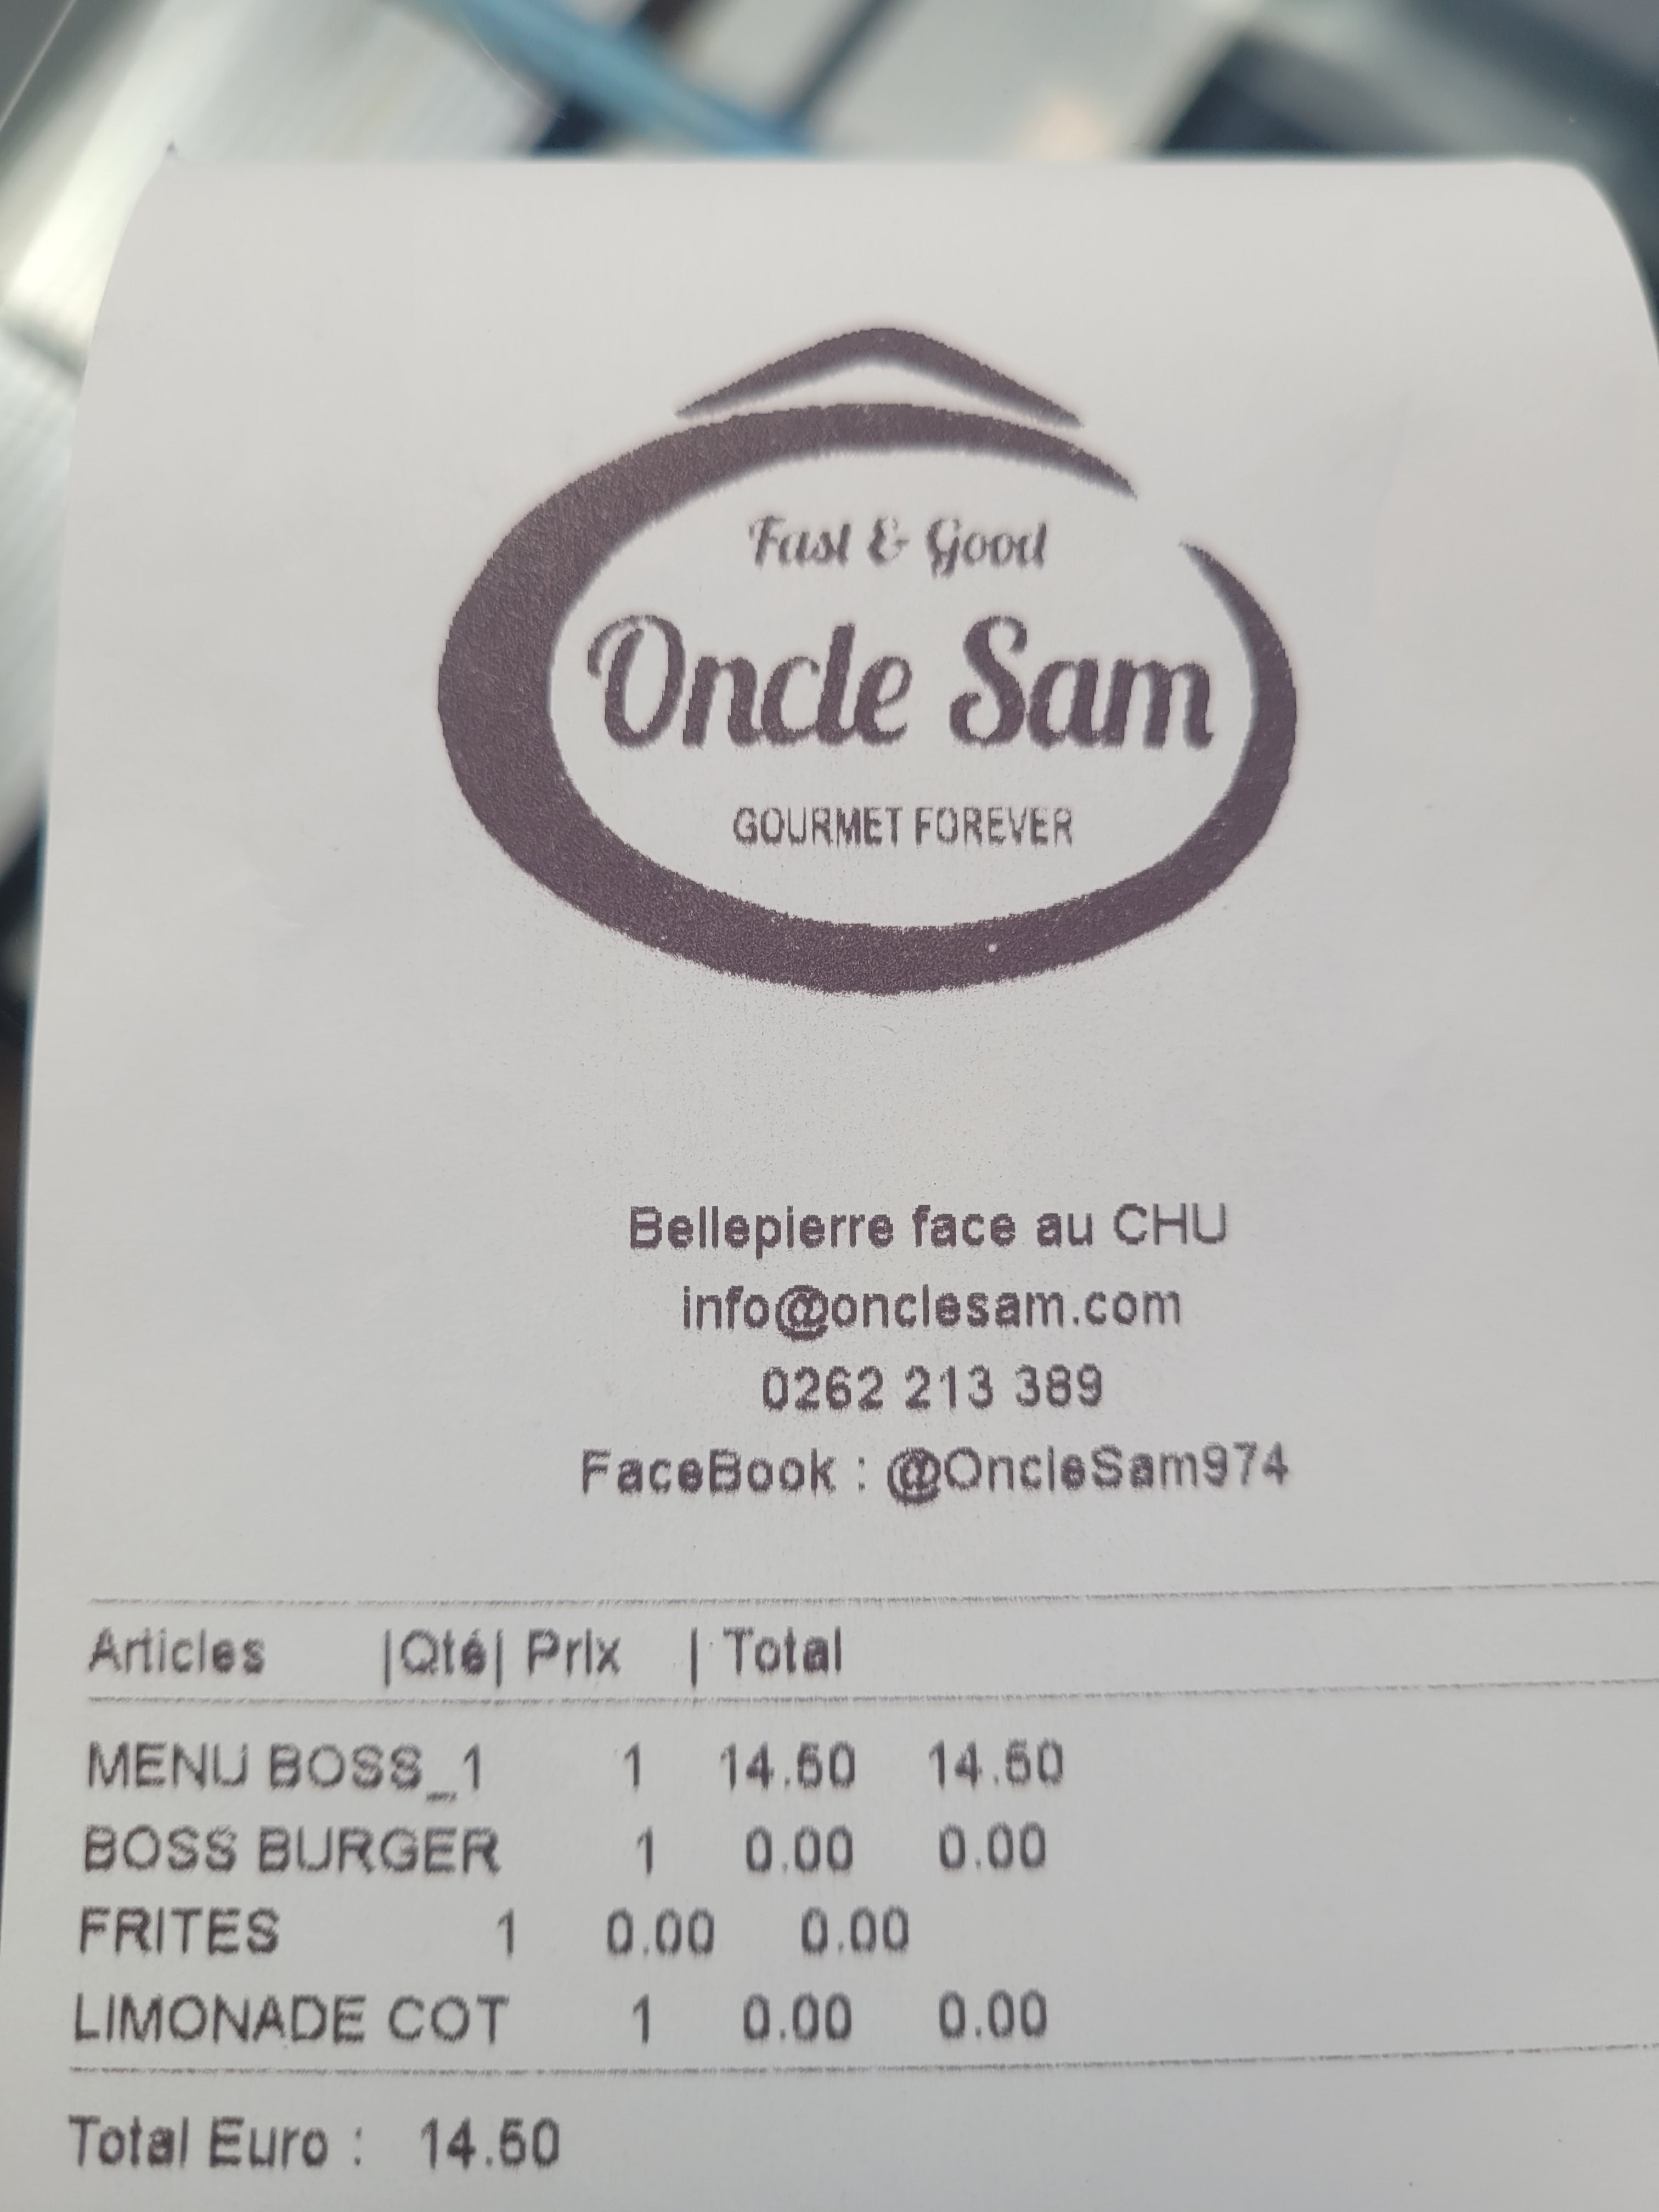 Fast & Good
Oncle Sam
GOURMET FOREVER
Bellepierre face au CHU
info@onclesam.com
0262 213 389
FaceBook : @OncleSam974
Articles |Qté| Prix | Total
MENU BOSS_1 1 14.50 14.50
BOSS BURGER 1 0.00 0.00
FRITES 1 0.00 0.00
LIMONADE COT 1 0.00 0.00
Total Euro : 14.50